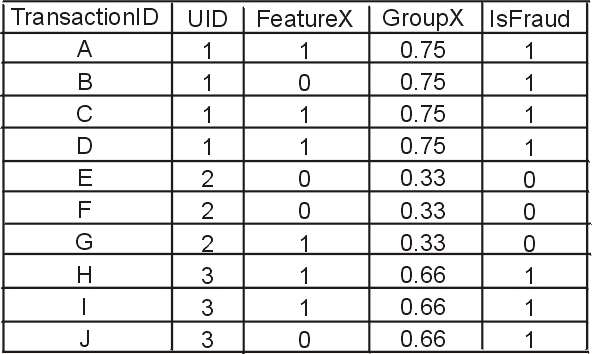 TransactionID UID FeatureX GroupX IsFraud
A 1 1 0.75 1
B 1 0 0.75 1
C 1 1 0.75 1
D 1 1 0.75 1
E 2 0 0.33 0
F 2 0 0.33 0
G 2 1 0.33 0
H 3 1 0.66 1
I 3 1 0.66 1
J 3 0 0.66 1